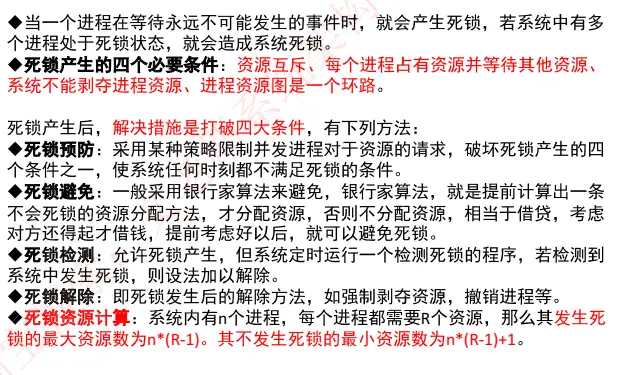 ◆当一个进程在等待永远不可能发生的事件时，就会产生死锁，若系统中有多
个进程处于死锁状态，就会造成系统死锁。
◆死锁产生的四个必要条件：资源互斥、每个进程占有资源并等待其他资源、
系统不能剥夺进程资源、进程资源图是一个环路。
死锁产生后，解决措施是打破四大条件，有下列方法：
◆死锁预防：采用某种策略限制并发进程对于资源的请求，破坏死锁产生的四
个条件之一，使系统任何时刻都不满足死锁的条件。
◆死锁避免：一般采用银行家算法来避免，银行家算法，就是提前计算出一条
不会死锁的资源分配方法，才分配资源，否则不分配资源，相当于借贷，考虑
对方还得起才借钱，提前考虑好以后，就可以避免死锁。
◆死锁检测：允许死锁产生，但系统定时运行一个检测死锁的程序，若检测到
系统中发生死锁，则设法加以解除。
◆死锁解除：即死锁发生后的解除方法，如强制剥夺资源，撤销进程等。
◆死锁资源计算：系统内有n个进程，每个进程都需要R个资源，那么其发生死
锁的最大资源数为n*(R-1)。其不发生死锁的最小资源数为n*(R-1)+1。